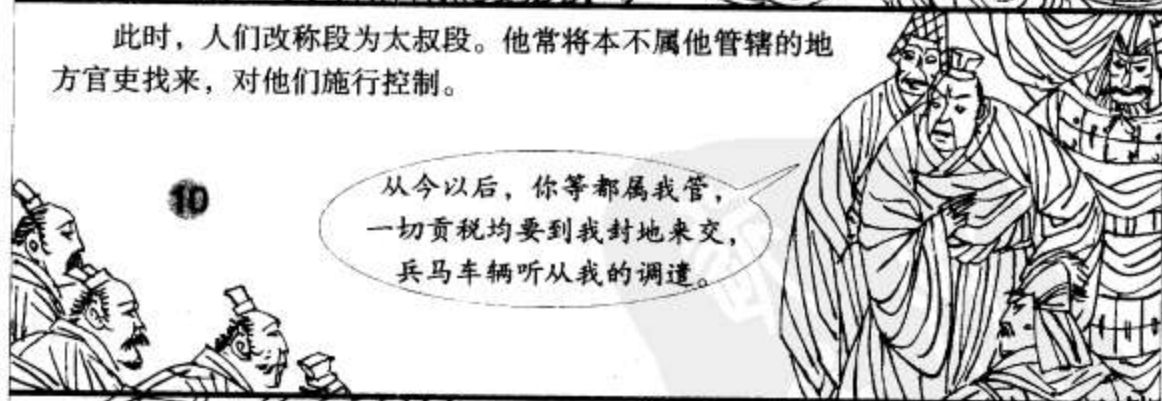 此时，人们改称段为太叔段。他常将本不属他管辖的地
方官吏找来，对他们施行控制。
10
从今以后，你等都属我管，
一切贡税均要到我封地来交，
兵马车辆听从我的调遣。